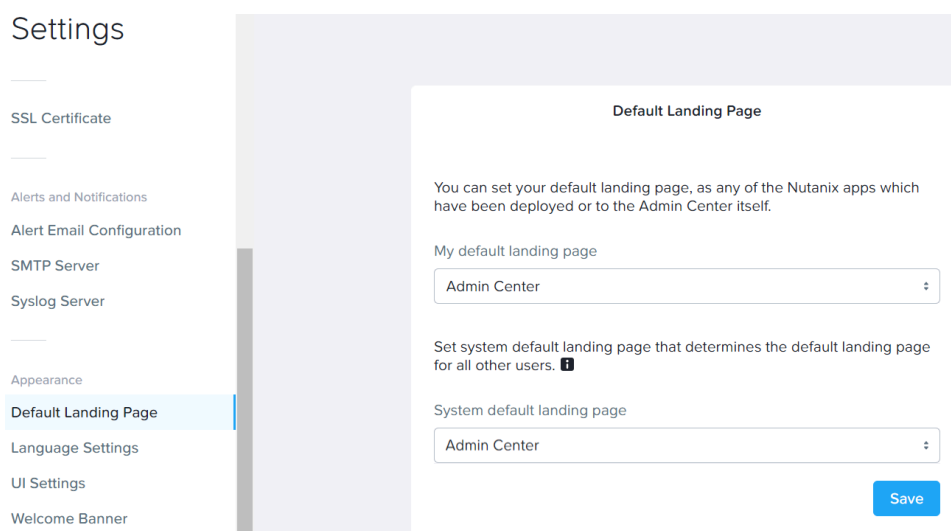 Settings
SSL Certificate
Alerts and Notifications
Alert Email Configuration
SMTP Server
Syslog Server
Appearance
Default Landing Page
Language Settings
UI Settings
Welcome Banner
Default Landing Page
You can set your default landing page, as any of the Nutanix apps which
have been deployed or to the Admin Center itself.
My default landing page
Admin Center
Set system default landing page that determines the default landing page
for all other users.
System default landing page
Admin Center
Save